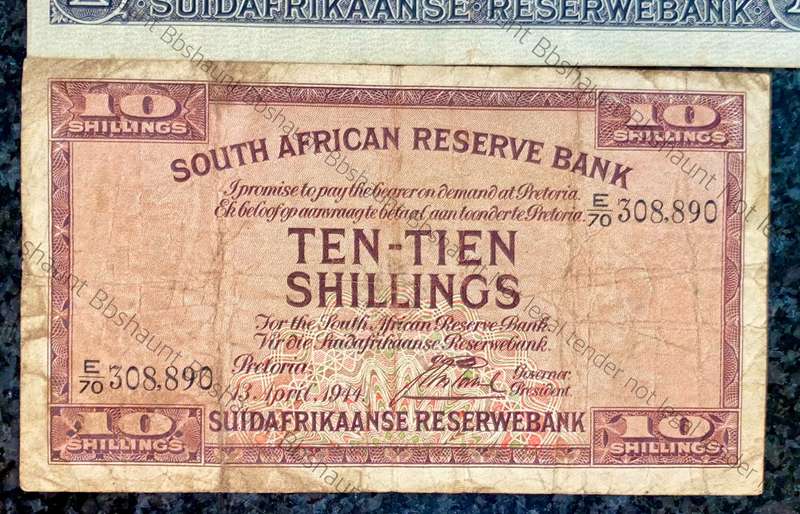 SUIDAFRIKAANSE RESERWEBANK
10
SHILLINGS
10
SHILLINGS
SOUTH AFRICAN RESERVE BANK
I promise to pay the bearer on demand at Pretoria.
Ek beloof op aanvraag te betaal aan toonder te Pretoria.
E/70 308,890
TEN-TIEN
SHILLINGS
For the South African Reserve Bank.
Vir die Suidafrikaanse Reservebank.
E/70 308,890
Pretoria:
13. April, 1944.
Governor.
President.
10
SHILLINGS
SUIDAFRIKAANSE RESERWEBANK
10
SHILLINGS
Bbshaunt not legal tender